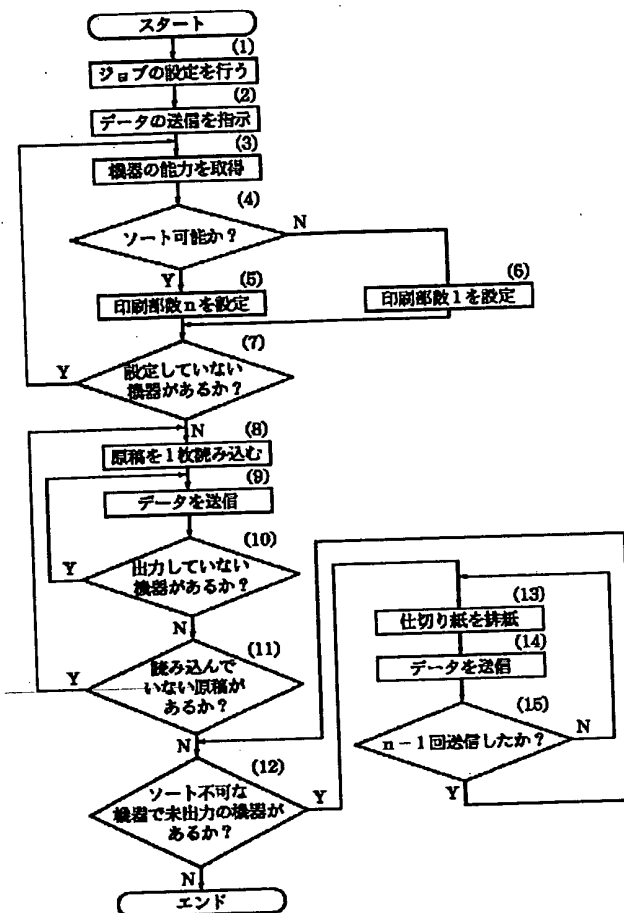 スタート
(1)
ジョブの設定を行う
(2)
データの送信を指示
(3)
機器の能力を取得
(4)
ソート可能か?
N
Y
(5)
印刷部数nを設定
(6)
印刷部数1を設定
(7)
設定していない
機器があるか?
Y
N
(8)
原稿を1枚読み込む
(9)
データを送信
(10)
出力していない
機器があるか?
Y
N
(11)
読み込んで
いない原稿が
あるか?
Y
N
(12)
ソート不可な
機器で未出力の機器が
あるか?
Y
N
エンド
(13)
仕切り紙を排紙
(14)
データを送信
(15)
n-1回送信したか?
N
Y